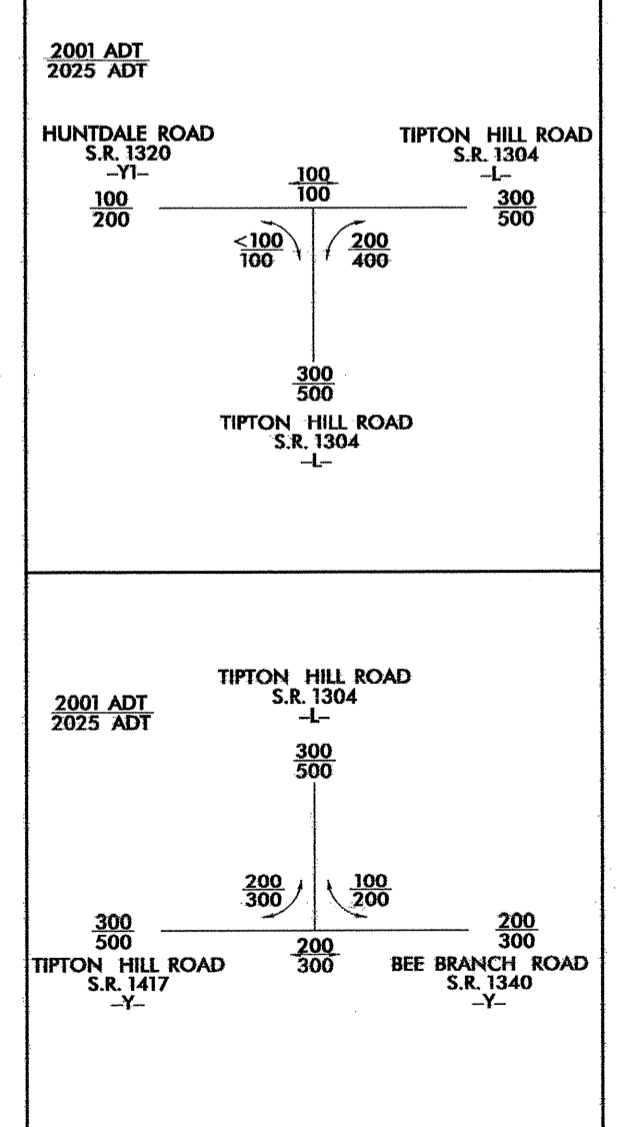 2001 ADT
2025 ADT
HUNTDALE ROAD
S.R. 1320
-Y1-
100
200
100
100
TIPTON HILL ROAD
S.R. 1304
-L-
300
500
<100
100
200
400
300
500
TIPTON HILL ROAD
S.R. 1304
-L-
TIPTON HILL ROAD
S.R. 1304
-L-
2001 ADT
2025 ADT
300
500
200
300
100
200
300
500
TIPTON HILL ROAD
S.R. 1417
-Y-
200
300
200
300
BEE BRANCH ROAD
S.R. 1340
-Y-